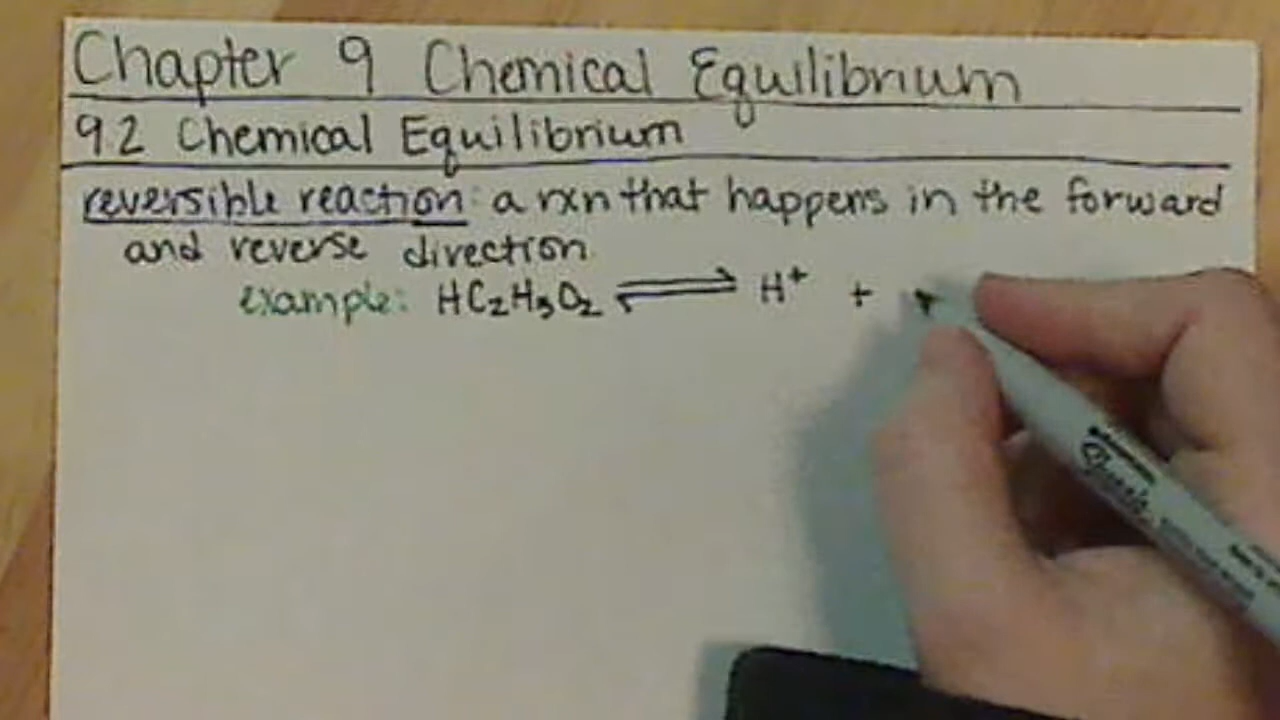 Chapter 9 Chemical Equilibrium
9.2 Chemical Equilibrium
reversible reaction: a rxn that happens in the forward
and reverse direction
example: HC₂H₃O₂ ⇌ H⁺ +
Sharpie